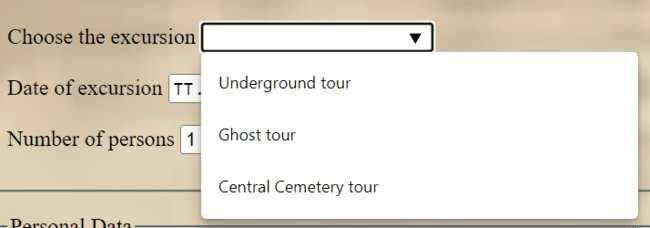 Choose the excursion
Underground tour
Date of excursion TT.
Ghost tour
Number of persons 1
Central Cemetery tour
Personal Data